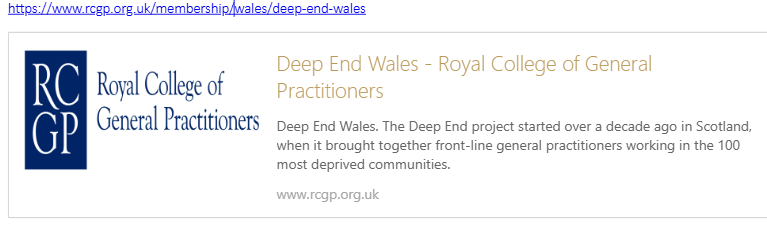 https://www.rcgp.org.uk/membership/wales/deep-end-wales
RC
GP
Royal College of
General Practitioners
Deep End Wales - Royal College of General
Practitioners
Deep End Wales. The Deep End project started over a decade ago in Scotland,
when it brought together front-line general practitioners working in the 100
most deprived communities.
www.rcgp.org.uk